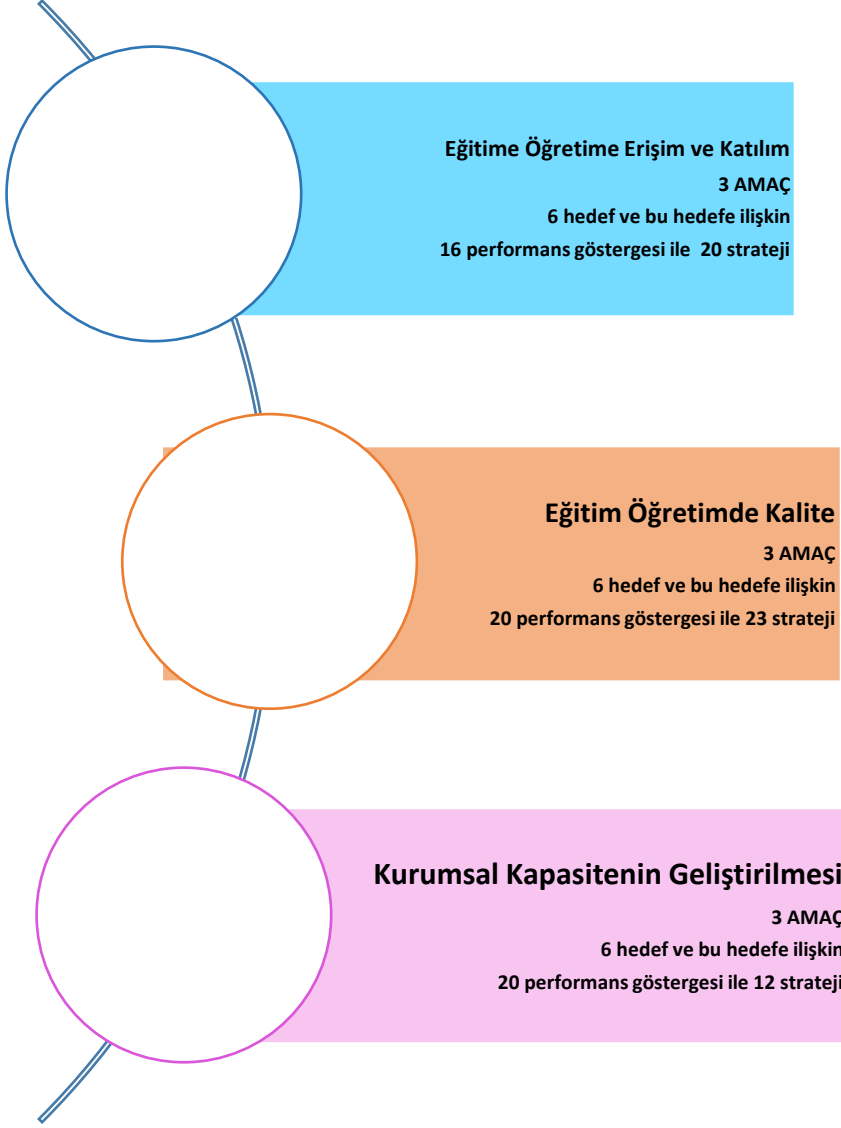 Eğitime Öğretime Erişim ve Katılım
3 AMAÇ
6 hedef ve bu hedefe ilişkin
16 performans göstergesi ile 20 strateji
Eğitim Öğretimde Kalite
3 AMAÇ
6 hedef ve bu hedefe ilişkin
20 performans göstergesi ile 23 strateji
Kurumsal Kapasitenin Geliştirilmesi
3 AMAÇ
6 hedef ve bu hedefe ilişkin
20 performans göstergesi ile 12 strateji